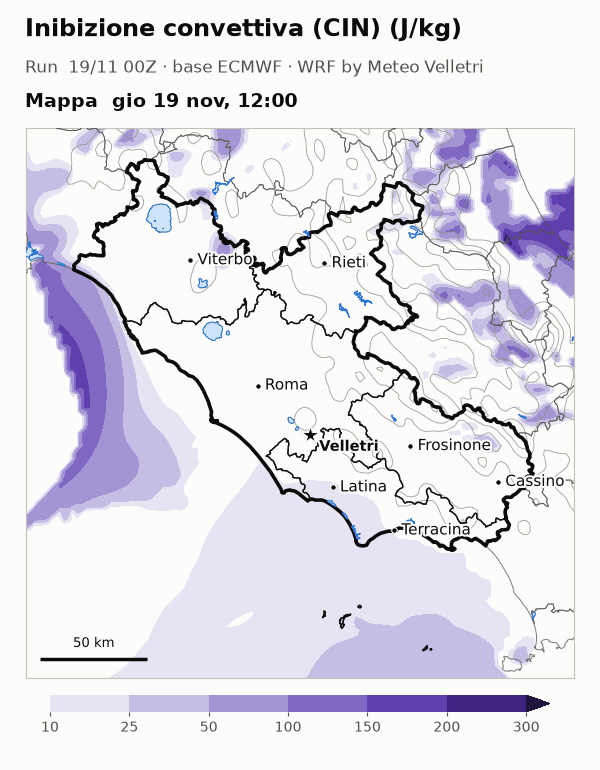 Inibizione convettiva (CIN) (J/kg)
Run 19/11 00Z · base ECMWF · WRF by Meteo Velletri
Mappa gio 19 nov, 12:00
Viterbo
Rieti
Roma
Velletri
Frosinone
Cassino
Latina
Terracina
50 km
10 25 50 100 150 200 300